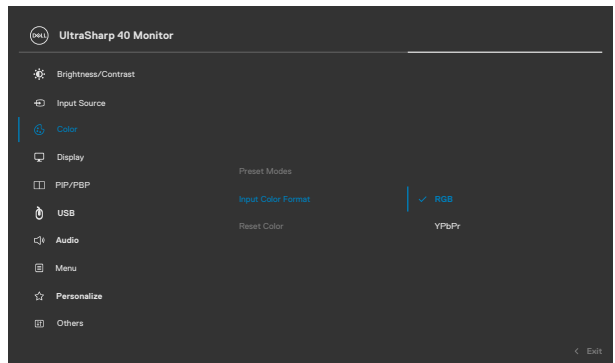 DELL UltraSharp 40 Monitor
Brightness/Contrast
Input Source
Color
Display
Preset Modes
PIP/PBP
Input Color Format
RGB
USB
Reset Color
YPbPr
Audio
Menu
Personalize
Others
< Exit